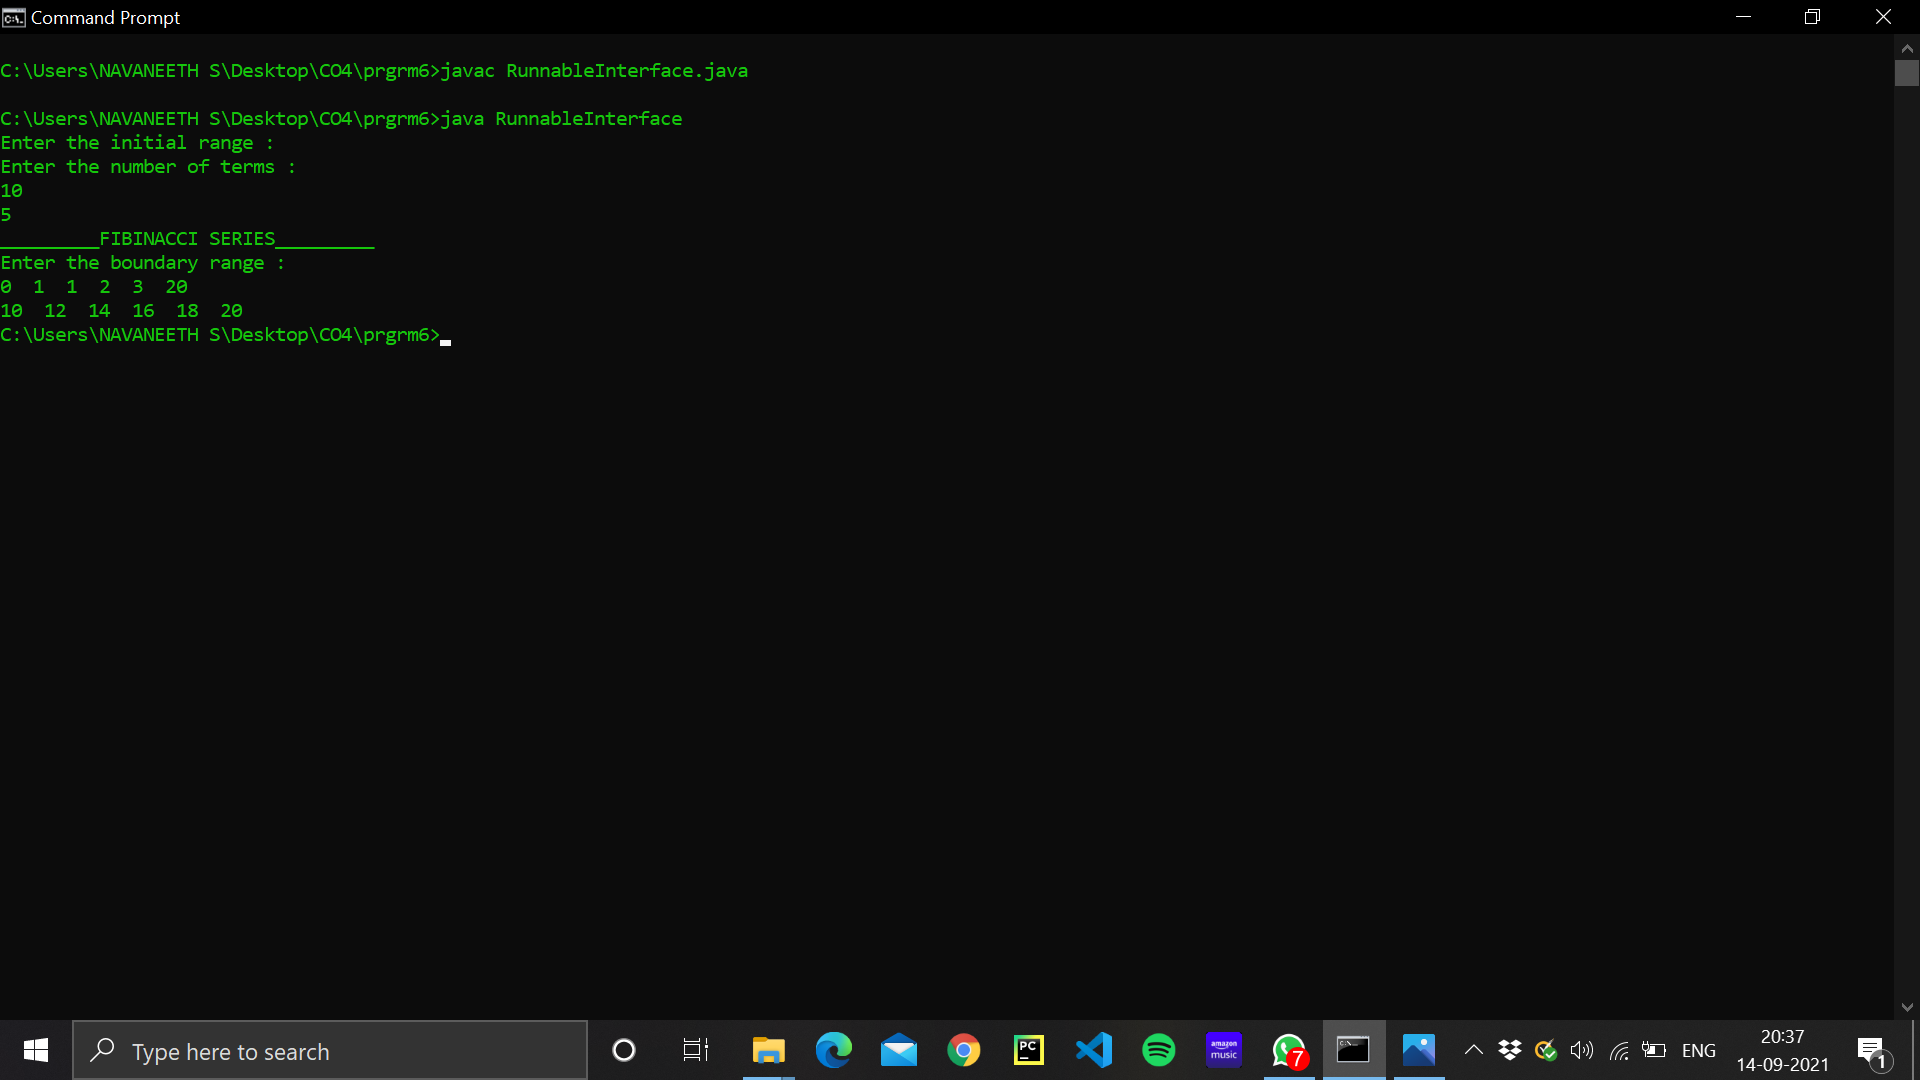 Command Prompt
C:\Users\NAVANEETH S\Desktop\CO4\prgrm6>javac RunnableInterface.java
C:\Users\NAVANEETH S\Desktop\CO4\prgrm6>java RunnableInterface
Enter the initial range :
Enter the number of terms :
10
5
_________FIBINACCI SERIES_________
Enter the boundary range :
0  1  1  2  3  20
10  12  14  16  18  20
C:\Users\NAVANEETH S\Desktop\CO4\prgrm6>
Type here to search
PC
amazon
music
7
ENG
20:37
14-09-2021
1